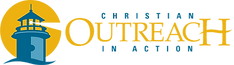 CHRISTIAN
OUTREACH
IN ACTION